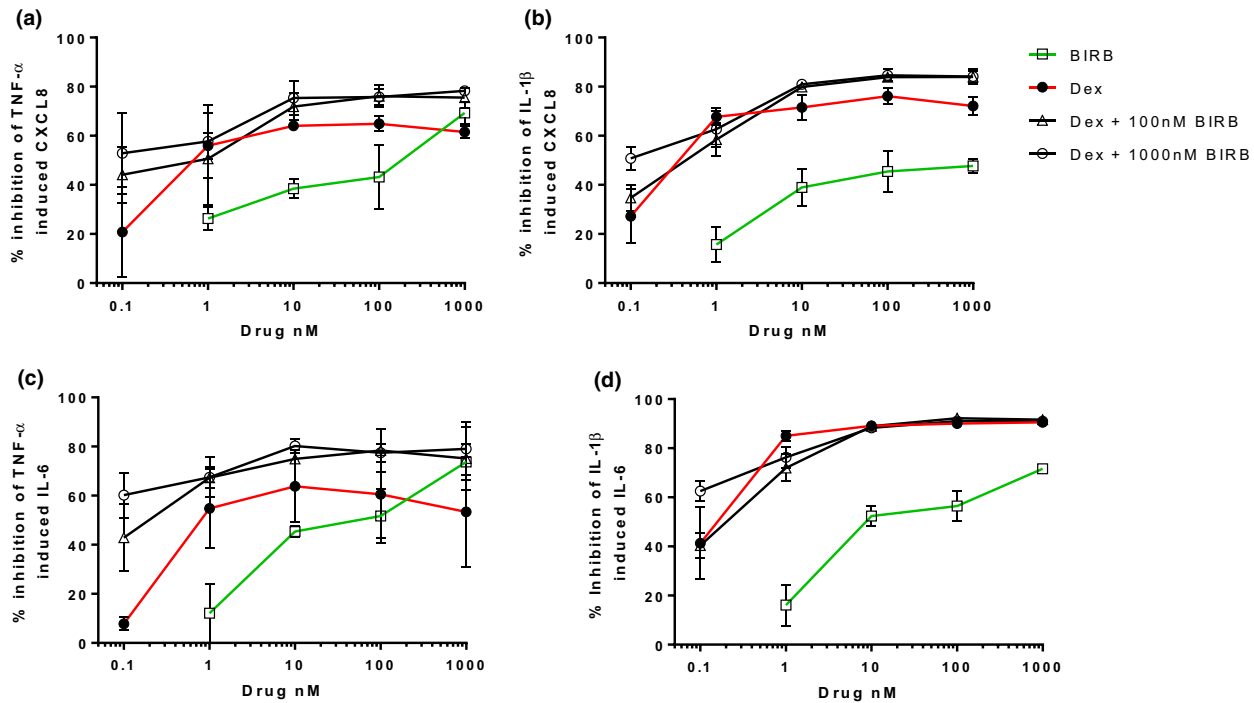 (a)
% inhibition of TNF-α
induced CXCL8
100
80
60
40
20
0
0.1 1 10 100 1000
Drug nM
(b)
% inhibition of IL-1β
induced CXCL8
100
80
60
40
20
0
0.1 1 10 100 1000
Drug nM
BIRB
Dex
Dex + 100nM BIRB
Dex + 1000nM BIRB
(c)
% inhibition of TNF-α
induced IL-6
100
80
60
40
20
0
0.1 1 10 100 1000
Drug nM
(d)
% Inhibition of IL-1β
induced IL-6
100
80
60
40
20
0
0.1 1 10 100 1000
Drug nM